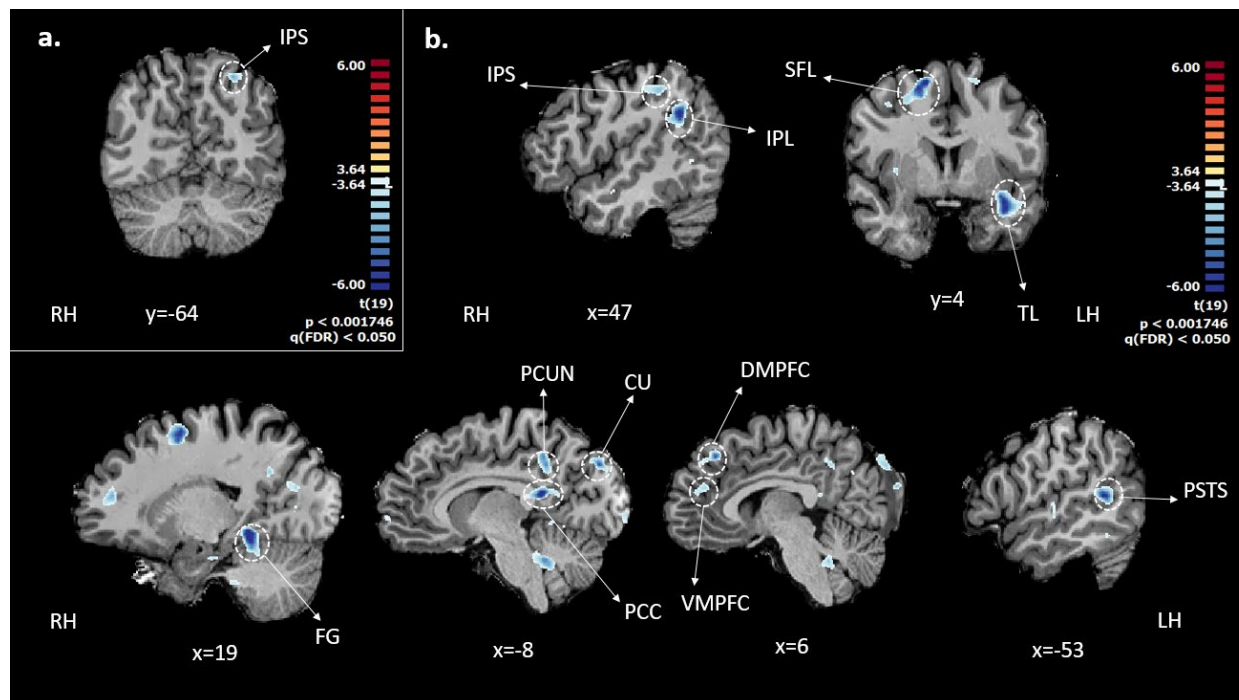 a.
IPS
6.00
3.64
-3.64
-6.00
t(19)
p < 0.001746
q(FDR) < 0.050
RH
y=-64
b.
IPS
IPL
RH
x=47
SFL
TL
y=4
LH
6.00
3.64
-3.64
-6.00
t(19)
p < 0.001746
q(FDR) < 0.050
RH
FG
x=19
PCUN
CU
PCC
x=-8
DMPFC
VMPFC
x=6
PSTS
LH
x=-53